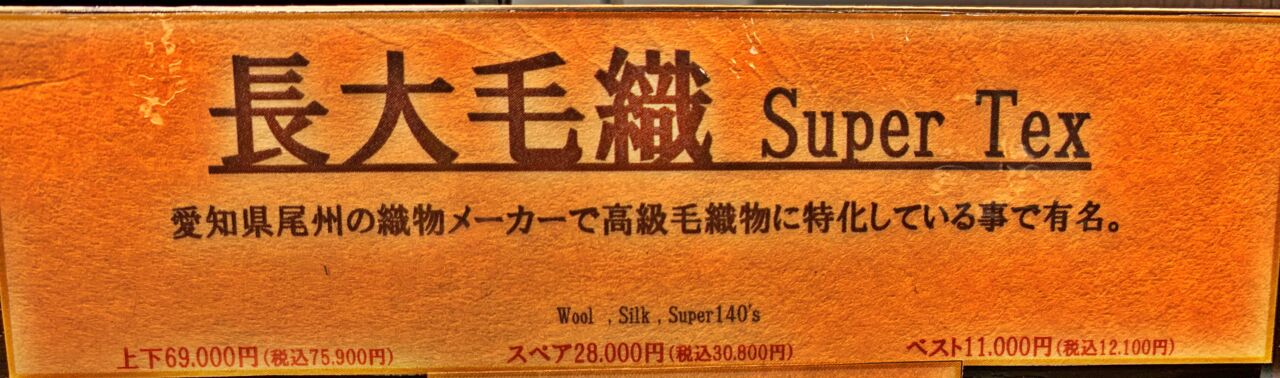 長大毛織 Super Tex
愛知県尾州の織物メーカーで高級毛織物に特化している事で有名。
Wool , Silk , Super140's
上下69,000円(税込75,900円) スペア28,000円(税込30,800円) ベスト11,000円(税込12,100円)